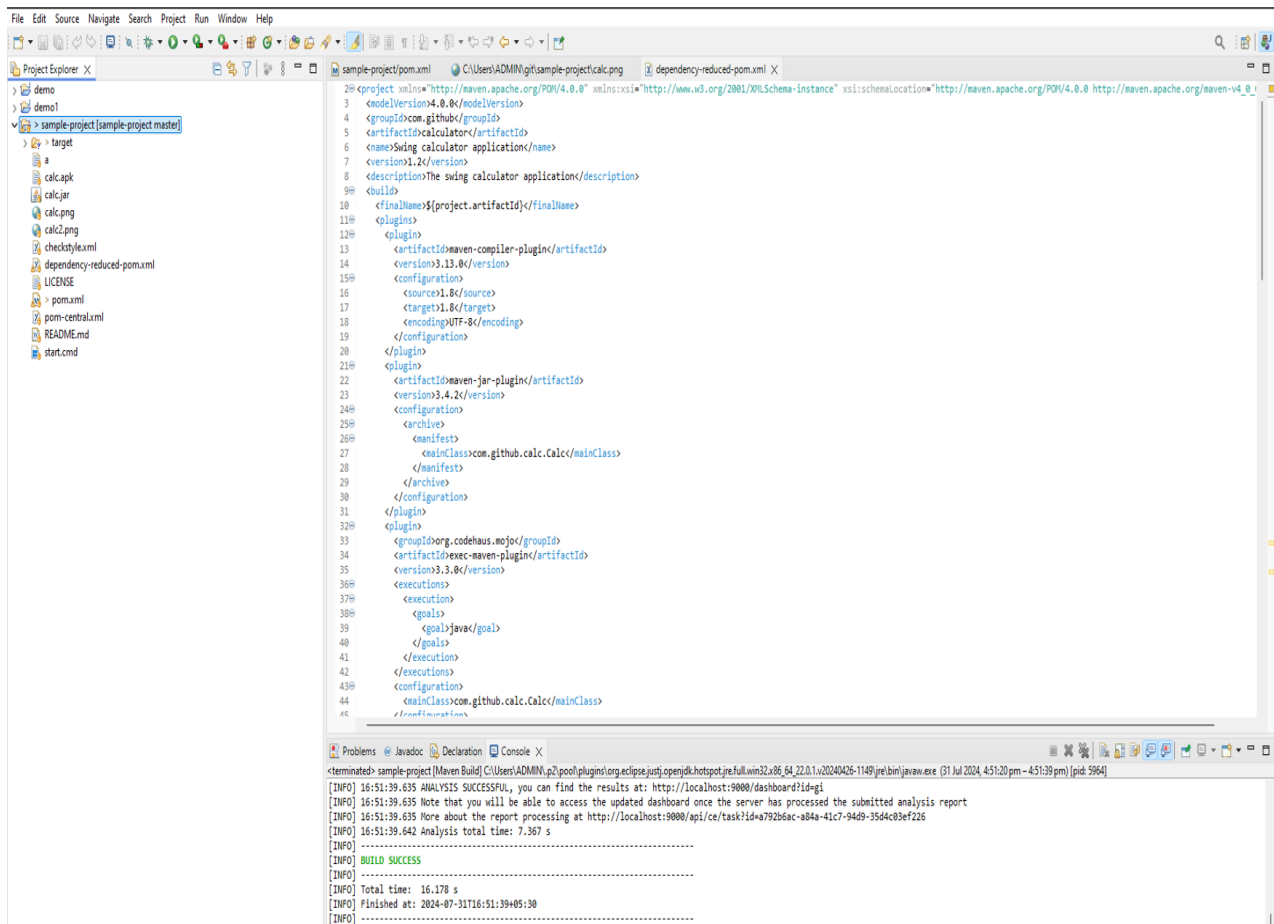 File Edit Source Navigate Search Project Run Window Help
Project Explorer
demo
demo1
> sample-project [sample-project master]
> target
a
calc.apk
calc.jar
calc.png
calc2.png
checkstyle.xml
dependency-reduced-pom.xml
LICENSE
> pom.xml
pom-central.xml
README.md
start.cmd
sample-project/pom.xml C:\Users\ADMIN\git\sample-project\calc.png dependency-reduced-pom.xml
2 <project xmlns="http://maven.apache.org/POM/4.0.0" xmlns:xsi="http://www.w3.org/2001/XMLSchema-instance" xsi:schemaLocation="http://maven.apache.org/POM/4.0.0 http://maven.apache.org/maven-v4_0_
3 <modelVersion>4.0.0</modelVersion>
4 <groupId>com.github</groupId>
5 <artifactId>calculator</artifactId>
6 <name>Swing calculator application</name>
7 <version>1.2</version>
8 <description>The swing calculator application</description>
9 <build>
10 <finalName>${project.artifactId}</finalName>
11 <plugins>
12 <plugin>
13 <artifactId>maven-compiler-plugin</artifactId>
14 <version>3.13.0</version>
15 <configuration>
16 <source>1.8</source>
17 <target>1.8</target>
18 <encoding>UTF-8</encoding>
19 </configuration>
20 </plugin>
21 <plugin>
22 <artifactId>maven-jar-plugin</artifactId>
23 <version>3.4.2</version>
24 <configuration>
25 <archive>
26 <manifest>
27 <mainClass>com.github.calc.Calc</mainClass>
28 </manifest>
29 </archive>
30 </configuration>
31 </plugin>
32 <plugin>
33 <groupId>org.codehaus.mojo</groupId>
34 <artifactId>exec-maven-plugin</artifactId>
35 <version>3.3.0</version>
36 <executions>
37 <execution>
38 <goals>
39 <goal>java</goal>
40 </goals>
41 </execution>
42 </executions>
43 <configuration>
44 <mainClass>com.github.calc.Calc</mainClass>
45 </configuration>
Problems Javadoc Declaration Console
<terminated> sample-project [Maven Build] C:\Users\ADMIN\.p2\pool\plugins\org.eclipse.justj.openjdk.hotspot.jre.full.win32.x86_64_22.0.1.v20240426-1149\jre\bin\javaw.exe (31 Jul 2024, 4:51:20 pm – 4:51:39 pm) [pid: 5964]
[INFO] 16:51:39.635 ANALYSIS SUCCESSFUL, you can find the results at: http://localhost:9000/dashboard?id=gi
[INFO] 16:51:39.635 Note that you will be able to access the updated dashboard once the server has processed the submitted analysis report
[INFO] 16:51:39.635 More about the report processing at http://localhost:9000/api/ce/task?id=a792b6ac-a84a-41c7-94d9-35d4c03ef226
[INFO] 16:51:39.642 Analysis total time: 7.367 s
[INFO] ------------------------------------------------------------------------
[INFO] BUILD SUCCESS
[INFO] ------------------------------------------------------------------------
[INFO] Total time: 16.178 s
[INFO] Finished at: 2024-07-31T16:51:39+05:30
[INFO] ------------------------------------------------------------------------